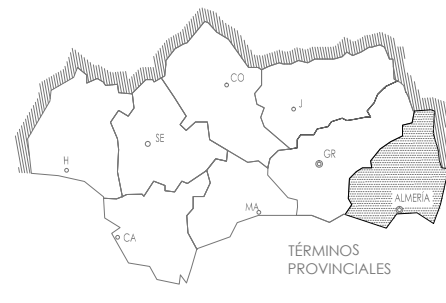 CO
J
SE
H
GR
ALMERÍA
MA
CA
TÉRMINOS
PROVINCIALES